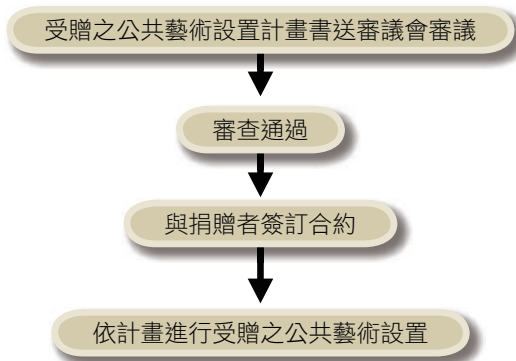 受贈之公共藝術設置計畫書送審議會審議
審查通過
與捐贈者簽訂合約
依計畫進行受贈之公共藝術設置